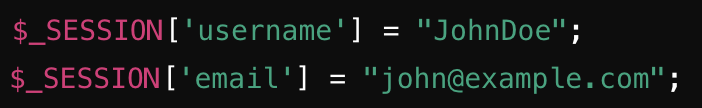 $_SESSION['username'] = "JohnDoe";
$_SESSION['email'] = "john@example.com";